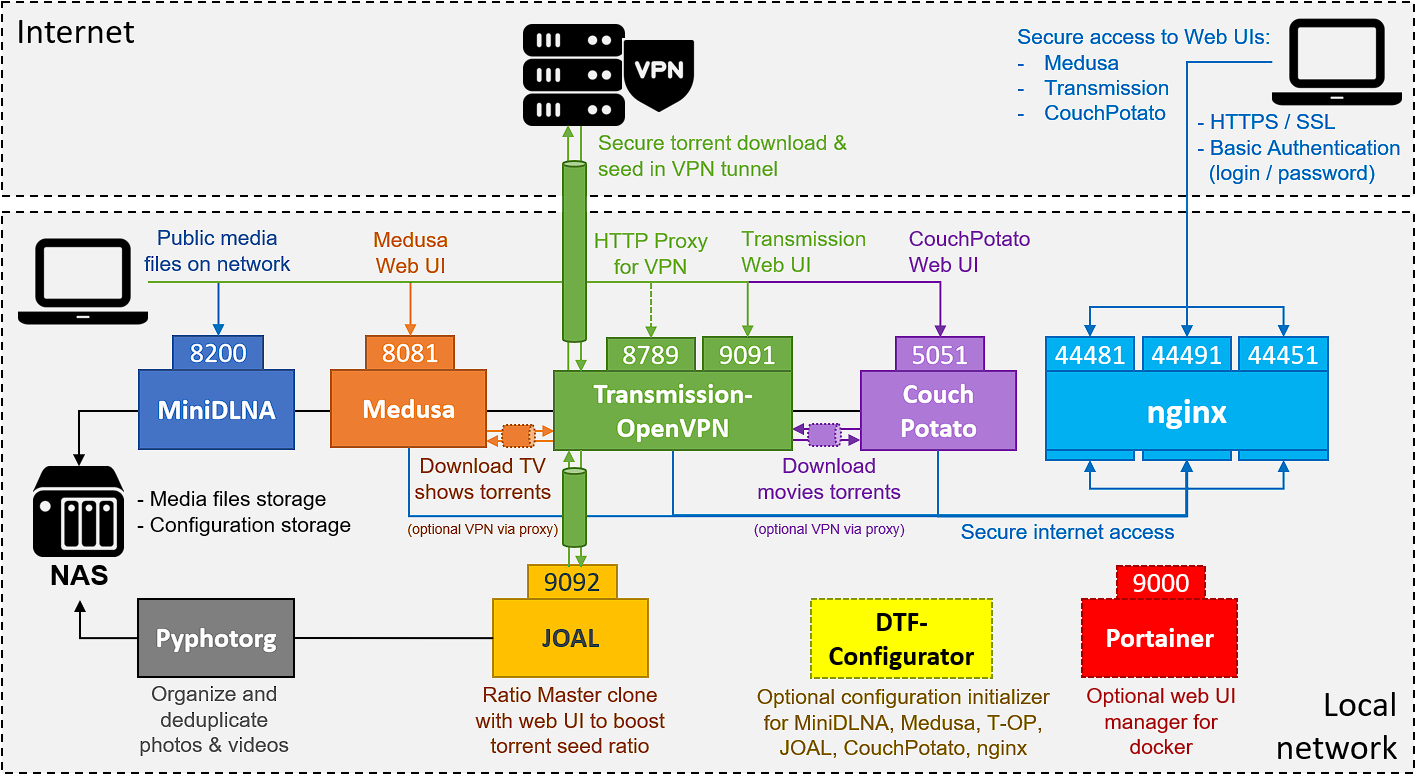 Internet
VPN
Secure torrent download &
seed in VPN tunnel
Secure access to Web UIs:
- Medusa
- Transmission
- CouchPotato
- HTTPS / SSL
- Basic Authentication
(login / password)
Public media
files on network
Medusa
Web UI
HTTP Proxy
for VPN
Transmission
Web UI
CouchPotato
Web UI
8200
MiniDLNA
8081
Medusa
8789
9091
Transmission-
OpenVPN
5051
Couch
Potato
44481
44491
44451
nginx
Download TV
shows torrents
(optional VPN via proxy)
Download
movies torrents
(optional VPN via proxy)
Secure internet access
- Media files storage
- Configuration storage
NAS
Pyphotorg
Organize and
deduplicate
photos & videos
9092
JOAL
Ratio Master clone
with web UI to boost
torrent seed ratio
DTF-
Configurator
Optional configuration initializer
for MiniDLNA, Medusa, T-OP,
JOAL, CouchPotato, nginx
9000
Portainer
Optional web UI
manager for
docker
Local
network